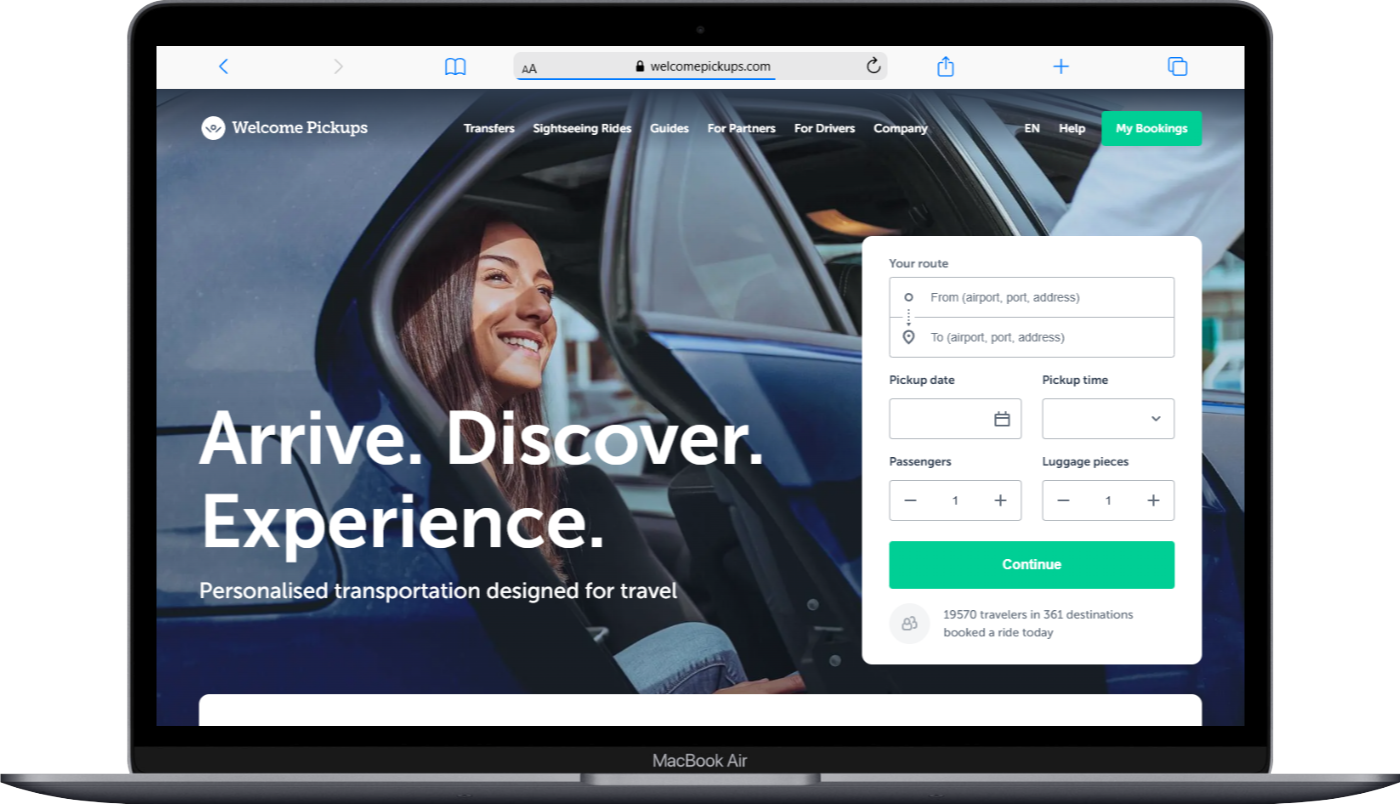 AA
welcomepickups.com
Welcome Pickups
Transfers Sightseeing Rides Guides For Partners For Drivers Company
EN Help My Bookings
Your route
From (airport, port, address)
To (airport, port, address)
Pickup date Pickup time
Passengers Luggage pieces
1 1
Continue
19570 travelers in 361 destinations
booked a ride today
Arrive. Discover.
Experience.
Personalised transportation designed for travel
MacBook Air